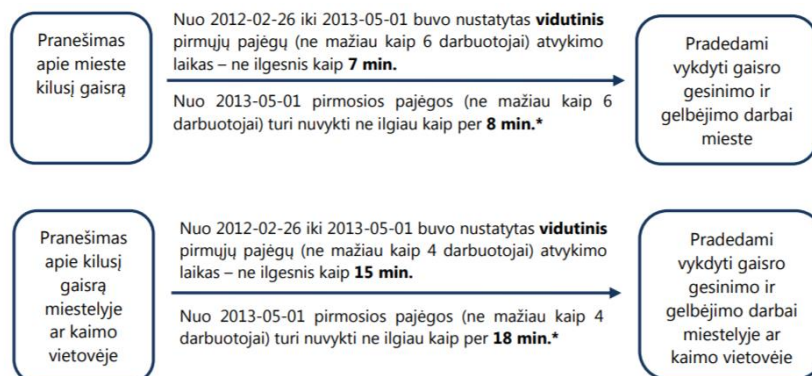 Pranešimas
apie mieste
kilusį gaisrą
Nuo 2012-02-26 iki 2013-05-01 buvo nustatytas vidutinis
pirmųjų pajėgų (ne mažiau kaip 6 darbuotojai) atvykimo
laikas – ne ilgesnis kaip 7 min.
Nuo 2013-05-01 pirmosios pajėgos (ne mažiau kaip 6
darbuotojai) turi nuvykti ne ilgiau kaip per 8 min.*
Pradedami
vykdyti gaisro
gesinimo ir
gelbėjimo darbai
mieste
Pranešimas
apie kilusį
gaisrą
miestelyje
ar kaimo
vietovėje
Nuo 2012-02-26 iki 2013-05-01 buvo nustatytas vidutinis
pirmųjų pajėgų (ne mažiau kaip 4 darbuotojai) atvykimo
laikas – ne ilgesnis kaip 15 min.
Nuo 2013-05-01 pirmosios pajėgos (ne mažiau kaip 4
darbuotojai) turi nuvykti ne ilgiau kaip per 18 min.*
Pradedami
vykdyti gaisro
gesinimo ir
gelbėjimo darbai
miestelyje ar
kaimo vietovėje